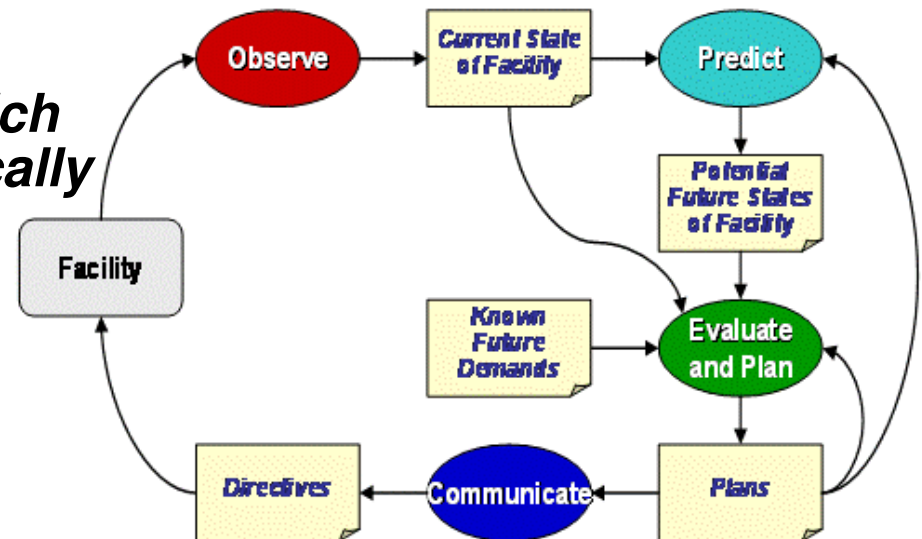 Observe
Current State
of Facility
Predict
ich
cally
Potential
Future States
of Facility
Facility
Known
Future
Demands
Evaluate
and Plan
Directives
Communicate
Plans